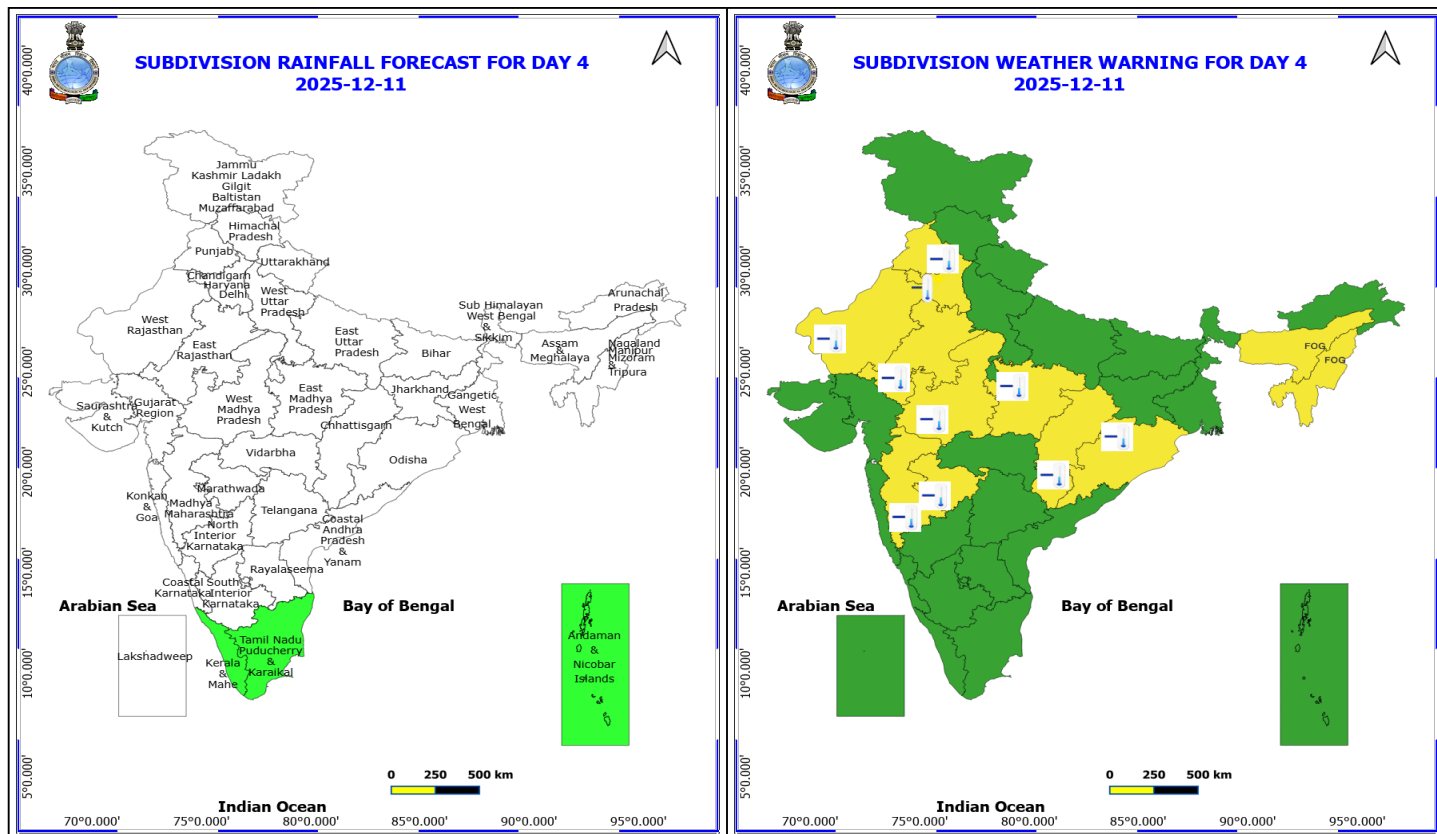 SUBDIVISION RAINFALL FORECAST FOR DAY 4
2025-12-11
40°0.000'
35°0.000'
30°0.000'
25°0.000'
20°0.000'
15°0.000'
10°0.000'
5°0.000'
Jammu
Kashmir Ladakh
Gilgit
Baltistan
Muzaffarabad
Himachal
Pradesh
Punjab
Uttarakhand
Chandigarh
Haryana
Delhi
West
Uttar
Pradesh
West
Rajasthan
East
Rajasthan
East
Uttar
Pradesh
Bihar
Sub Himalayan
West Bengal
&
Sikkim
Arunachal
Pradesh
Assam
&
Meghalaya
Nagaland
Manipur
Mizoram
&
Tripura
Saurashtra
&
Kutch
Gujarat
Region
West
Madhya
Pradesh
East
Madhya
Pradesh
Jharkhand
Gangetic
West
Bengal
Chhattisgarh
Vidarbha
Odisha
Konkan
&
Goa
Madhya
Maharashtra
Marathwada
Telangana
North
Interior
Karnataka
Coastal
Andhra
Pradesh
&
Yanam
Rayalaseema
Coastal
Karnataka
South
Interior
Karnataka
Arabian Sea
Bay of Bengal
Lakshadweep
Kerala
&
Mahe
Tamil Nadu
Puducherry
&
Karaikal
Andaman
&
Nicobar
Islands
0 250 500 km
Indian Ocean
70°0.000' 75°0.000' 80°0.000' 85°0.000' 90°0.000' 95°0.000'
SUBDIVISION WEATHER WARNING FOR DAY 4
2025-12-11
40°0.000'
35°0.000'
30°0.000'
25°0.000'
20°0.000'
15°0.000'
10°0.000'
5°0.000'
FOG
FOG
Arabian Sea
Bay of Bengal
0 250 500 km
Indian Ocean
70°0.000' 75°0.000' 80°0.000' 85°0.000' 90°0.000' 95°0.000'